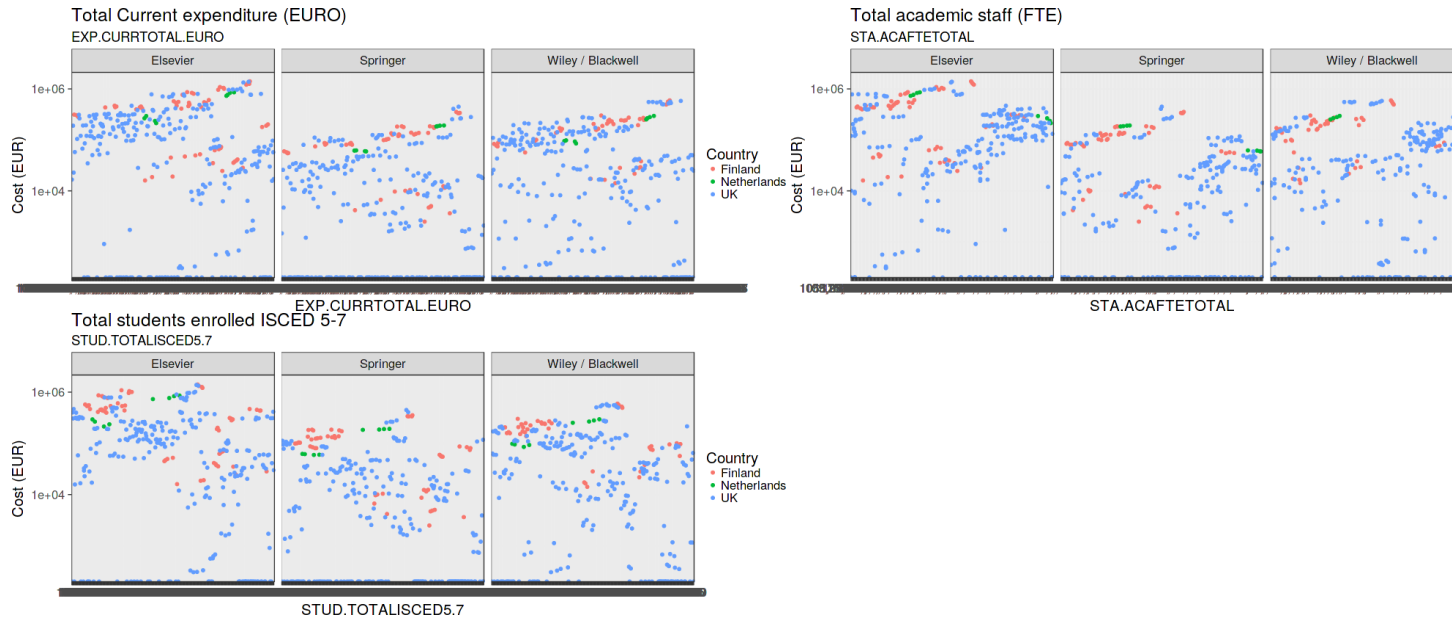 Total Current expenditure (EURO)
EXP.CURRTOTAL.EURO
Elsevier
Springer
Wiley / Blackwell
1e+06
1e+04
Cost (EUR)
EXP.CURRTOTAL.EURO
Country
Finland
Netherlands
UK
Total academic staff (FTE)
STA.ACAFTETOTAL
Elsevier
Springer
Wiley / Blackwell
1e+06
1e+04
Cost (EUR)
STA.ACAFTETOTAL
Total students enrolled ISCED 5-7
STUD.TOTALISCED5.7
Elsevier
Springer
Wiley / Blackwell
1e+06
1e+04
Cost (EUR)
STUD.TOTALISCED5.7
Country
Finland
Netherlands
UK